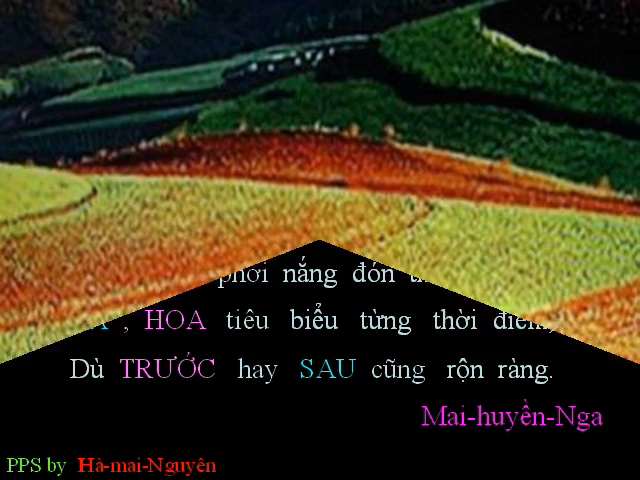 phơi nắng đón
, HOA tiêu biểu từng thời điểm,
Dù TRƯỚC hay SAU cũng rộn ràng.
Mai-huyền-Nga
PPS by Hà-mai-Nguyên